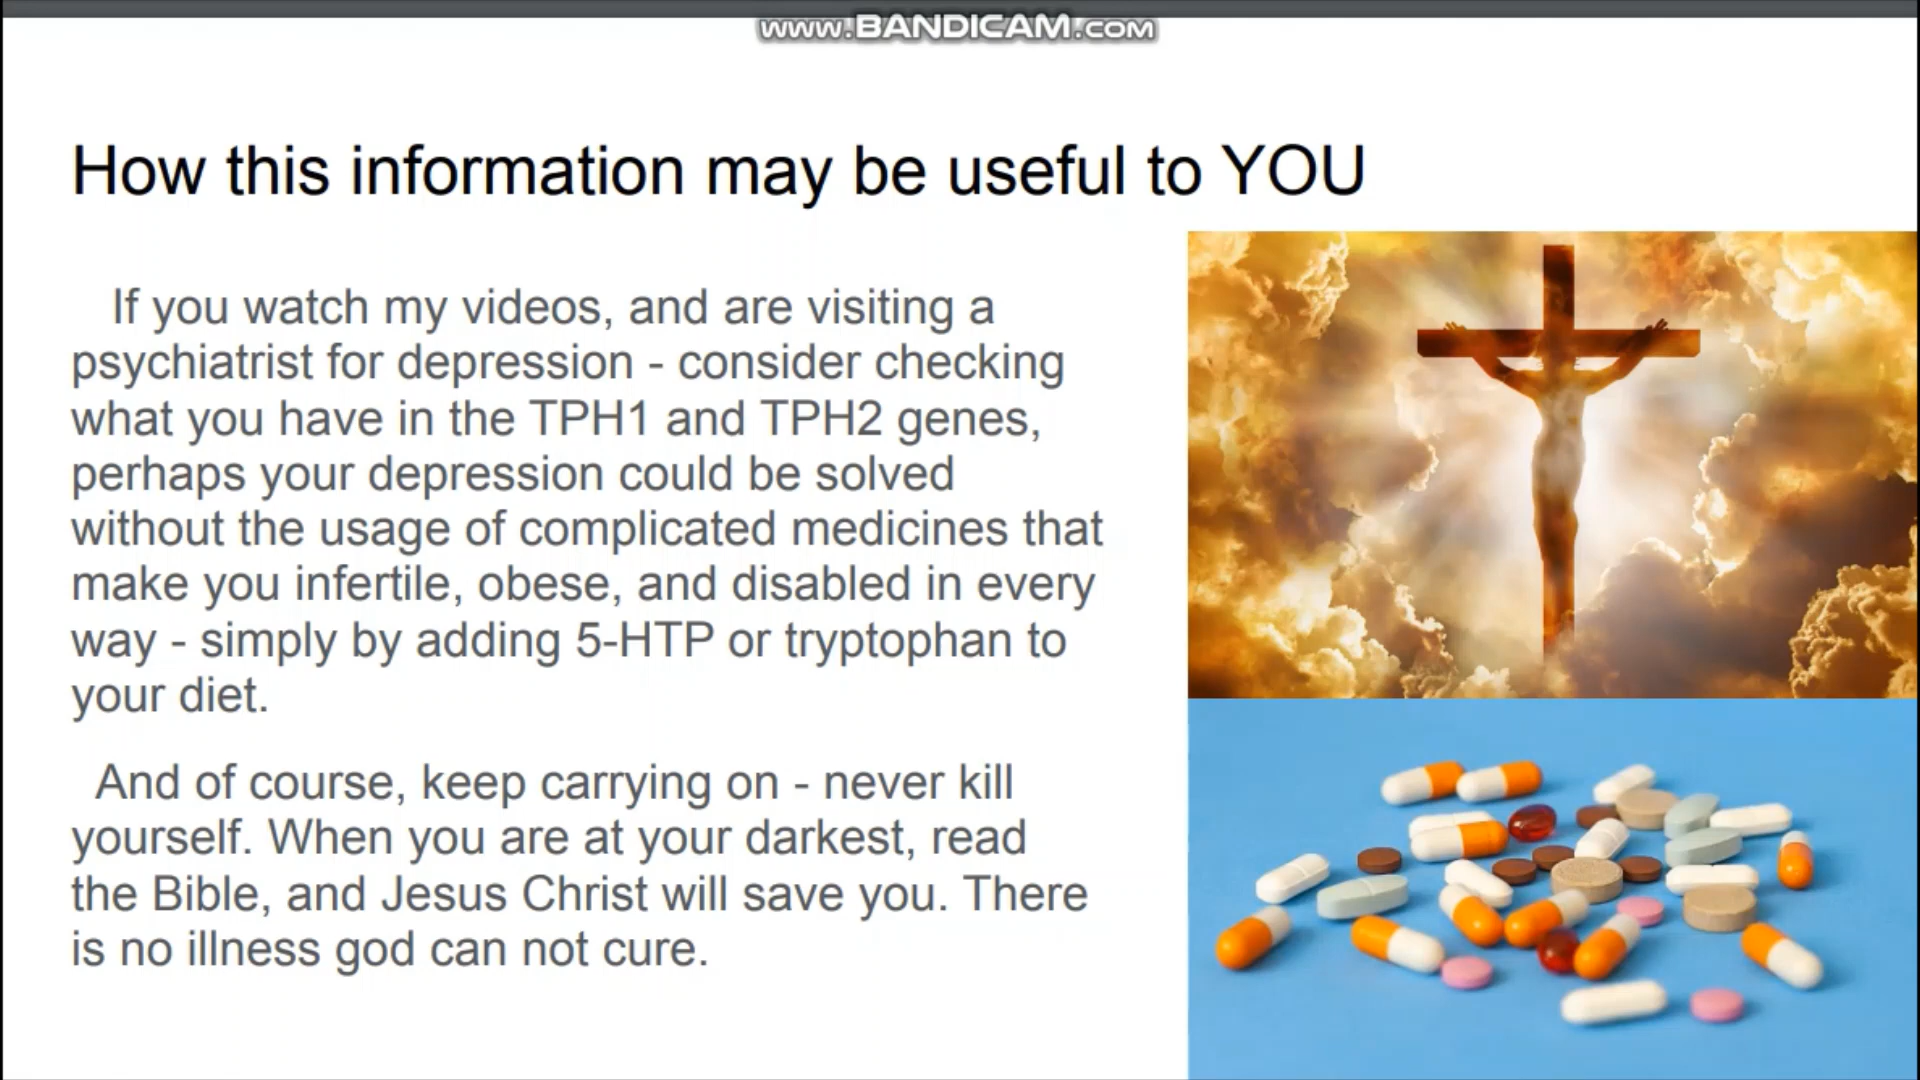 www.BANDICAM.COM
How this information may be useful to YOU
If you watch my videos, and are visiting a
psychiatrist for depression - consider checking
what you have in the TPH1 and TPH2 genes,
perhaps your depression could be solved
without the usage of complicated medicines that
make you infertile, obese, and disabled in every
way - simply by adding 5-HTP or tryptophan to
your diet.
And of course, keep carrying on - never kill
yourself. When you are at your darkest, read
the Bible, and Jesus Christ will save you. There
is no illness god can not cure.